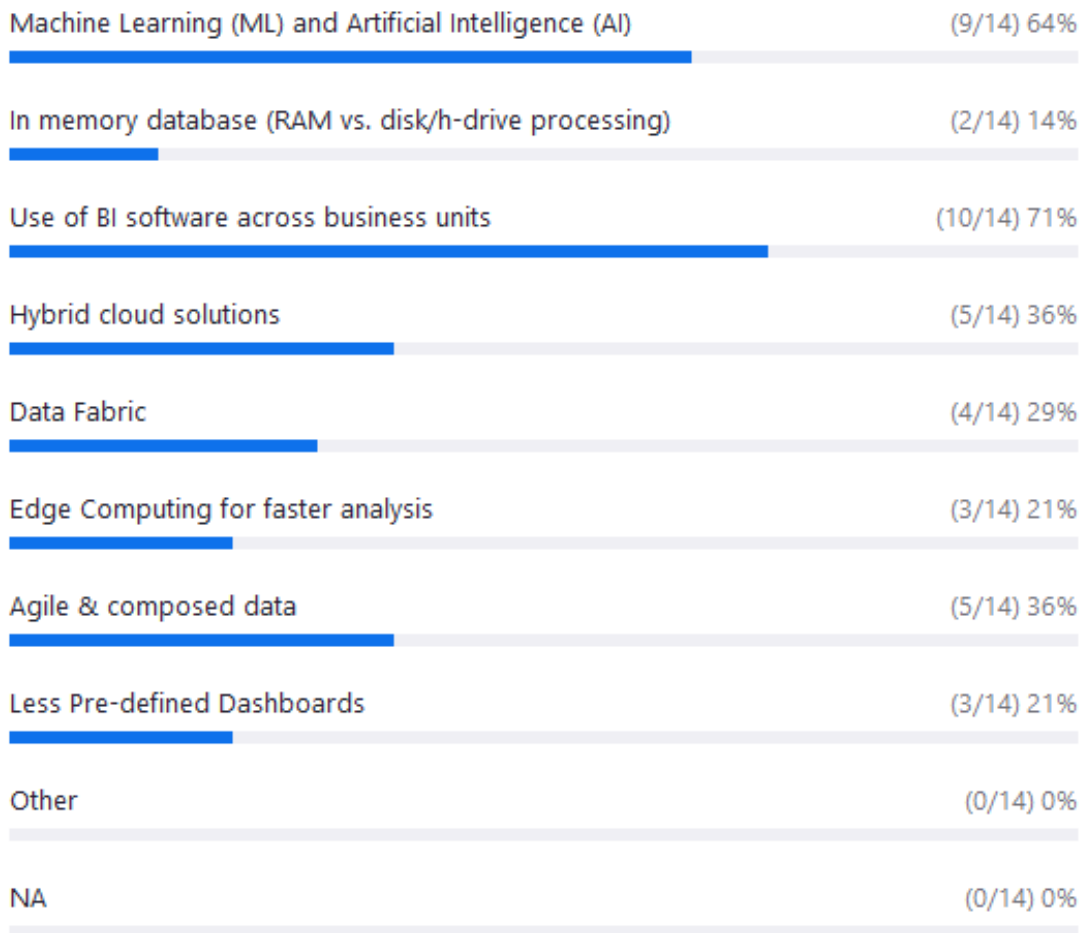 Machine Learning (ML) and Artificial Intelligence (AI) (9/14) 64%
In memory database (RAM vs. disk/h-drive processing) (2/14) 14%
Use of BI software across business units (10/14) 71%
Hybrid cloud solutions (5/14) 36%
Data Fabric (4/14) 29%
Edge Computing for faster analysis (3/14) 21%
Agile & composed data (5/14) 36%
Less Pre-defined Dashboards (3/14) 21%
Other (0/14) 0%
NA (0/14) 0%